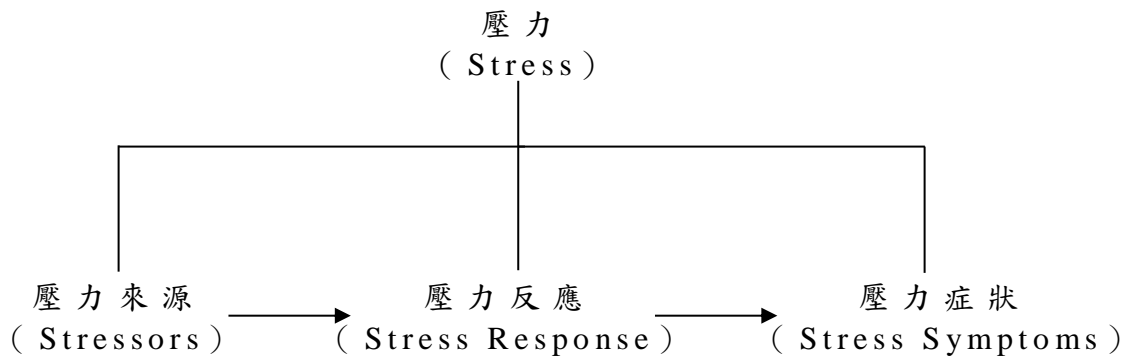 壓力
（Stress）
壓力來源
（Stressors）
壓力反應
（Stress Response）
壓力症狀
（Stress Symptoms）